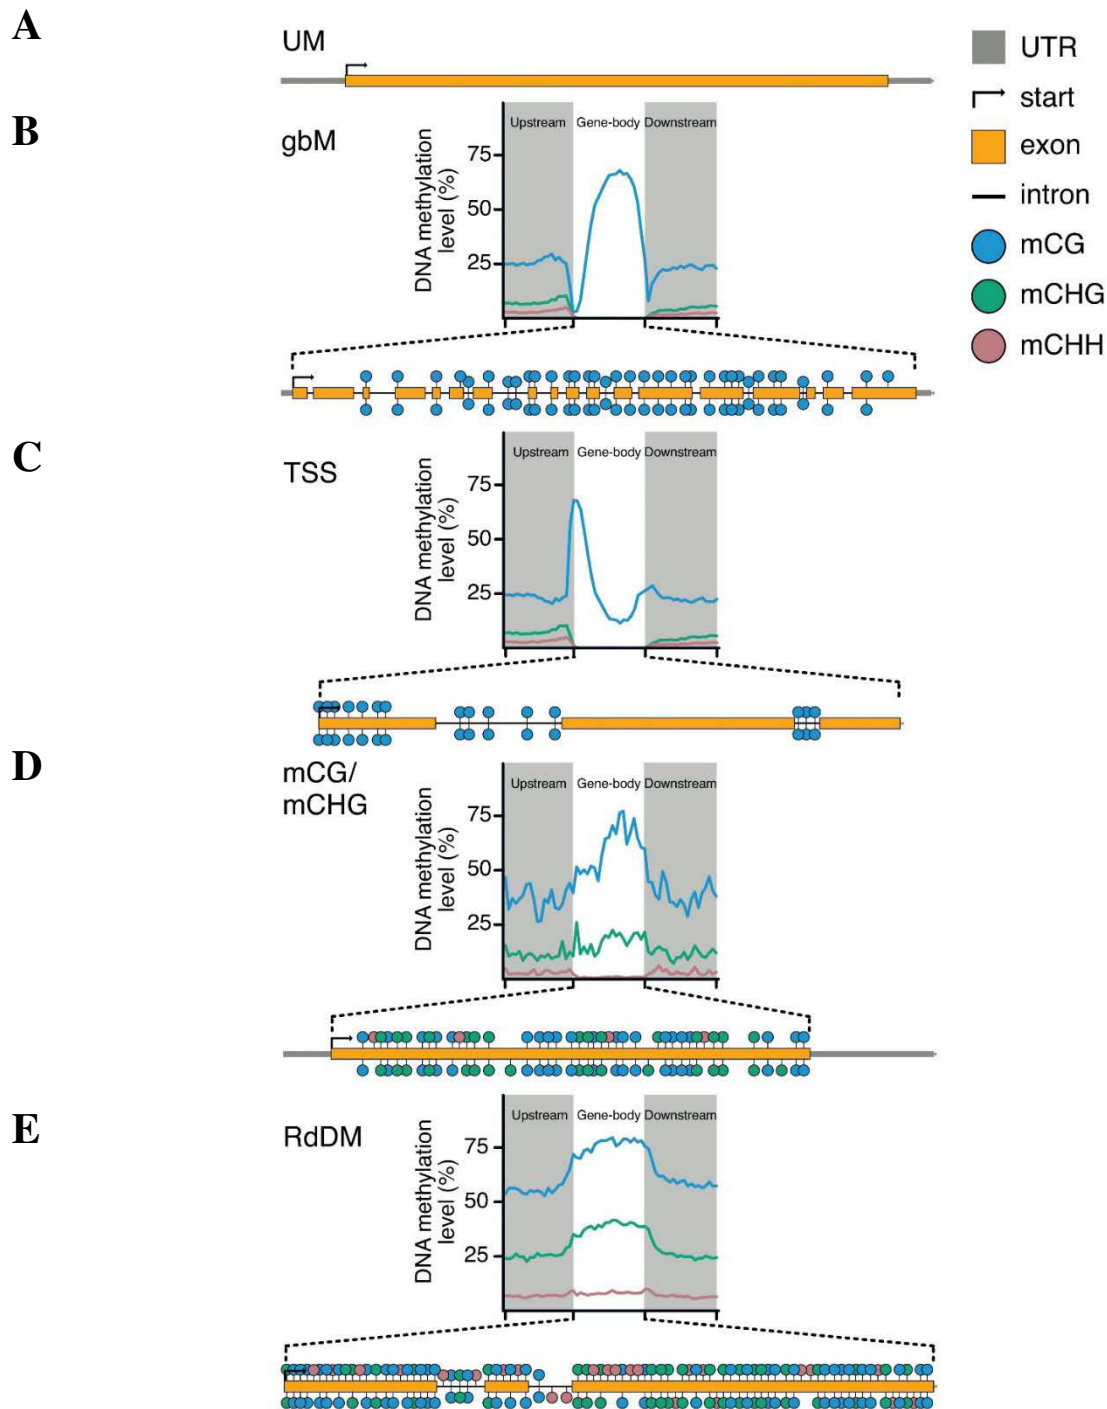 A
UM
UTR
start
exon
intron
mCG
mCHG
mCHH
B
gbM
DNA methylation
level (%)
75
50
25
Upstream
Gene-body
Downstream
C
TSS
DNA methylation
level (%)
75
50
25
Upstream
Gene-body
Downstream
D
mCG/
mCHG
DNA methylation
level (%)
75
50
25
Upstream
Gene-body
Downstream
E
RdDM
DNA methylation
level (%)
75
50
25
Upstream
Gene-body
Downstream